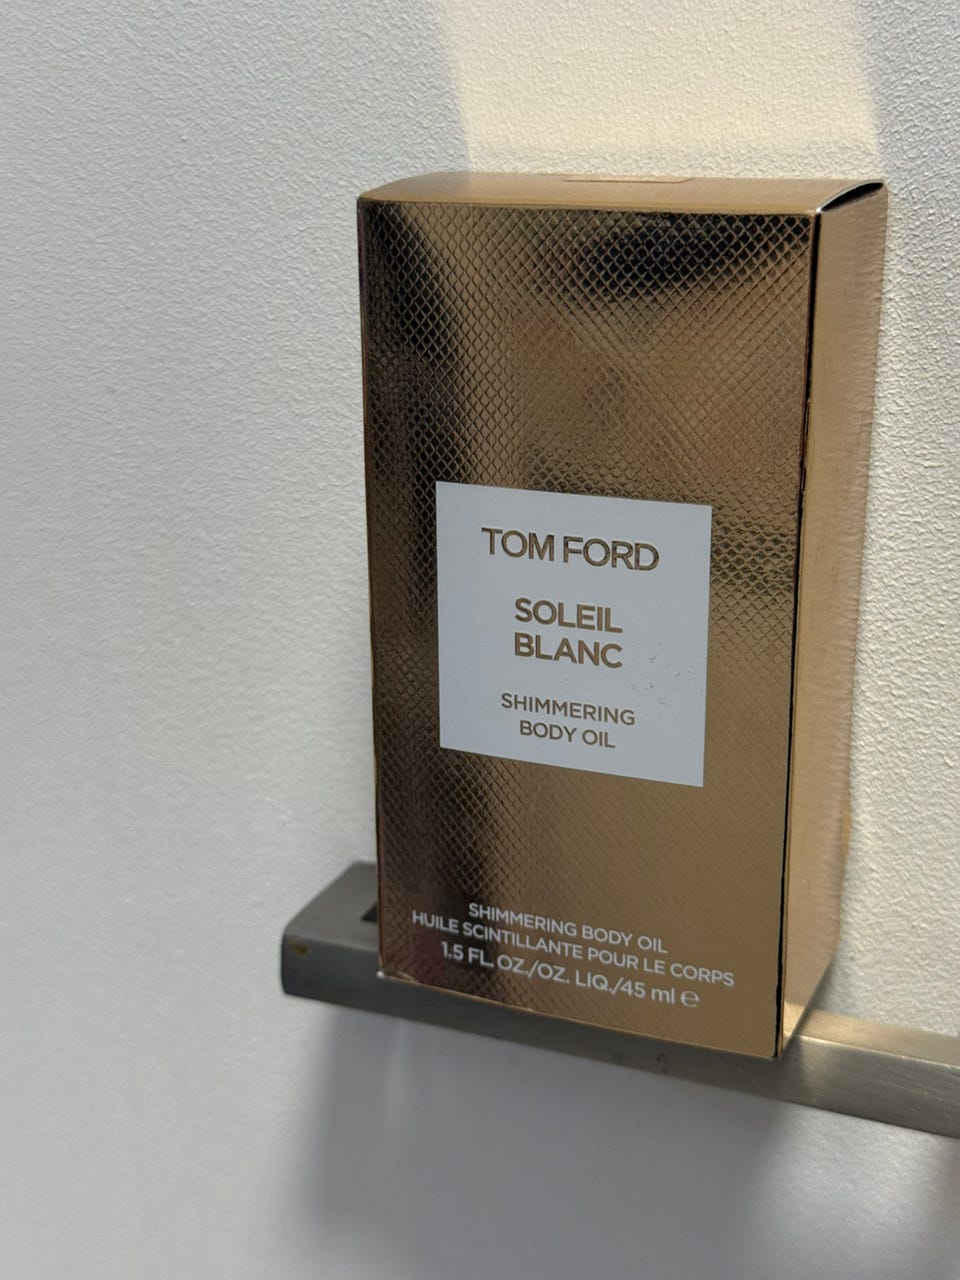 TOM FORD
SOLEIL
BLANC
SHIMMERING
BODY OIL
SHIMMERING BODY OIL
HUILE SCINTILLANTE POUR LE CORPS
1.5 FL. OZ./OZ. LIQ./45 ml ℮